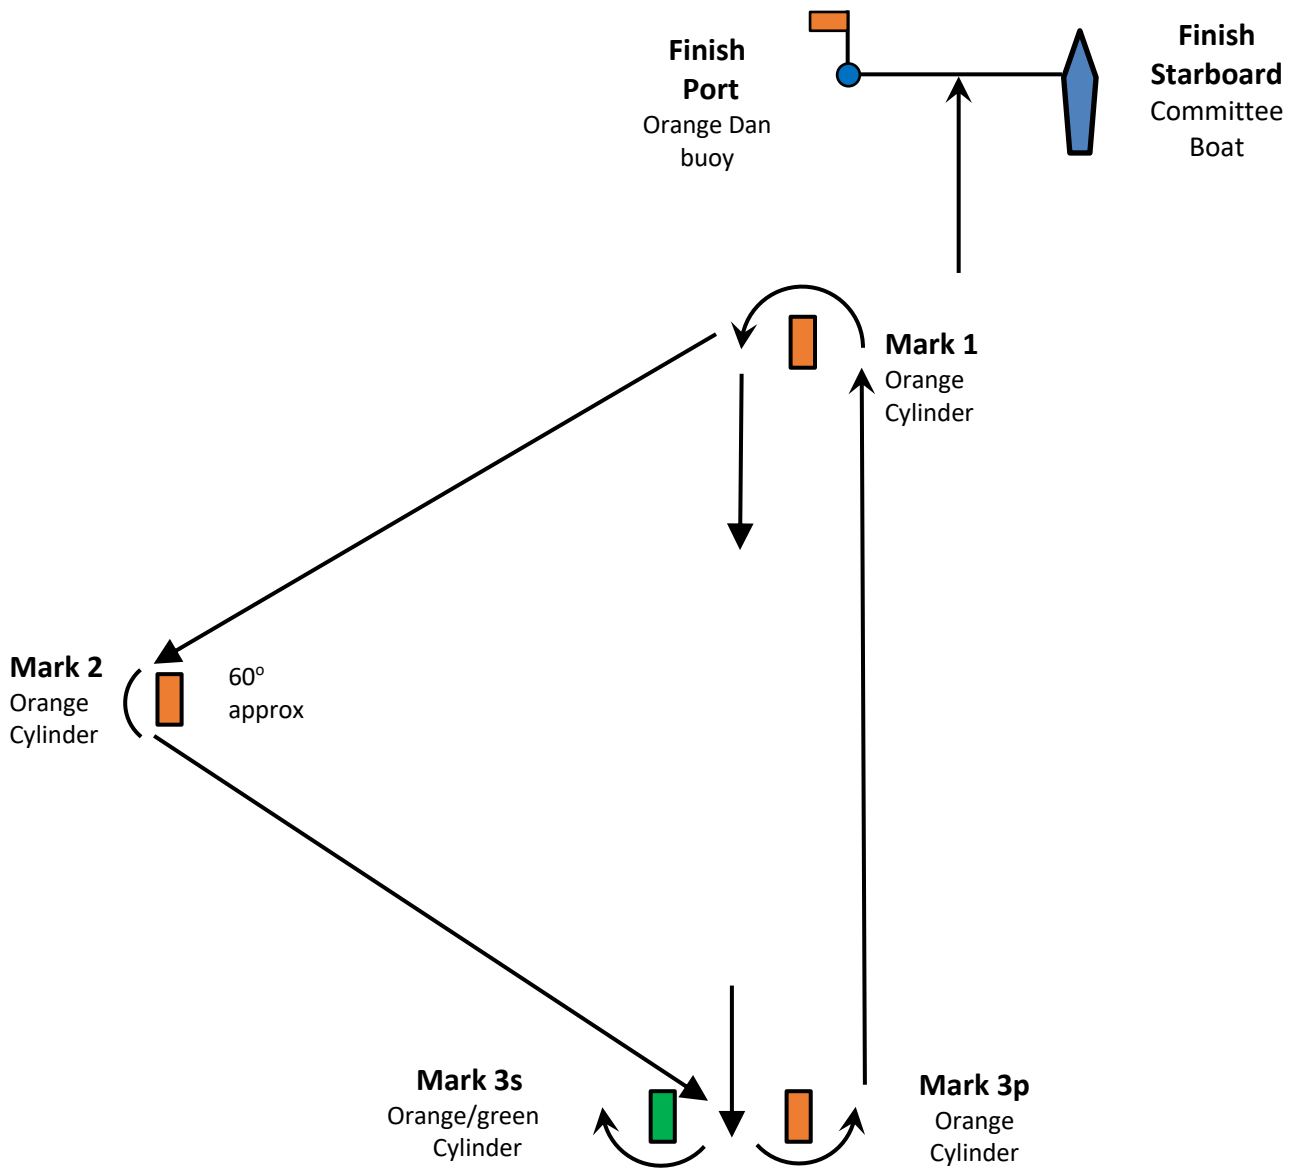 Finish
Port
Orange Dan
buoy
Finish
Starboard
Committee
Boat
Mark 1
Orange
Cylinder
Mark 2
Orange
Cylinder
60o
approx
Mark 3s
Orange/green
Cylinder
Mark 3p
Orange
Cylinder